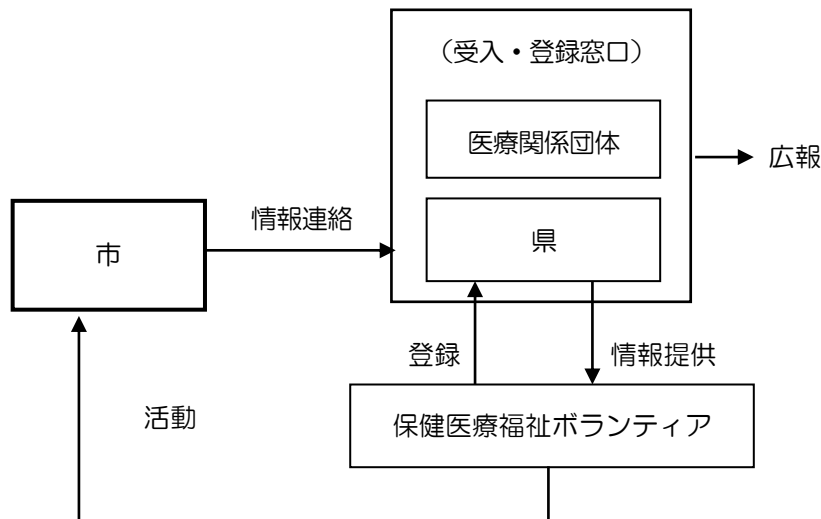 （受入・登録窓口）
医療関係団体
広報
情報連絡
市
県
登録
情報提供
活動
保健医療福祉ボランティア